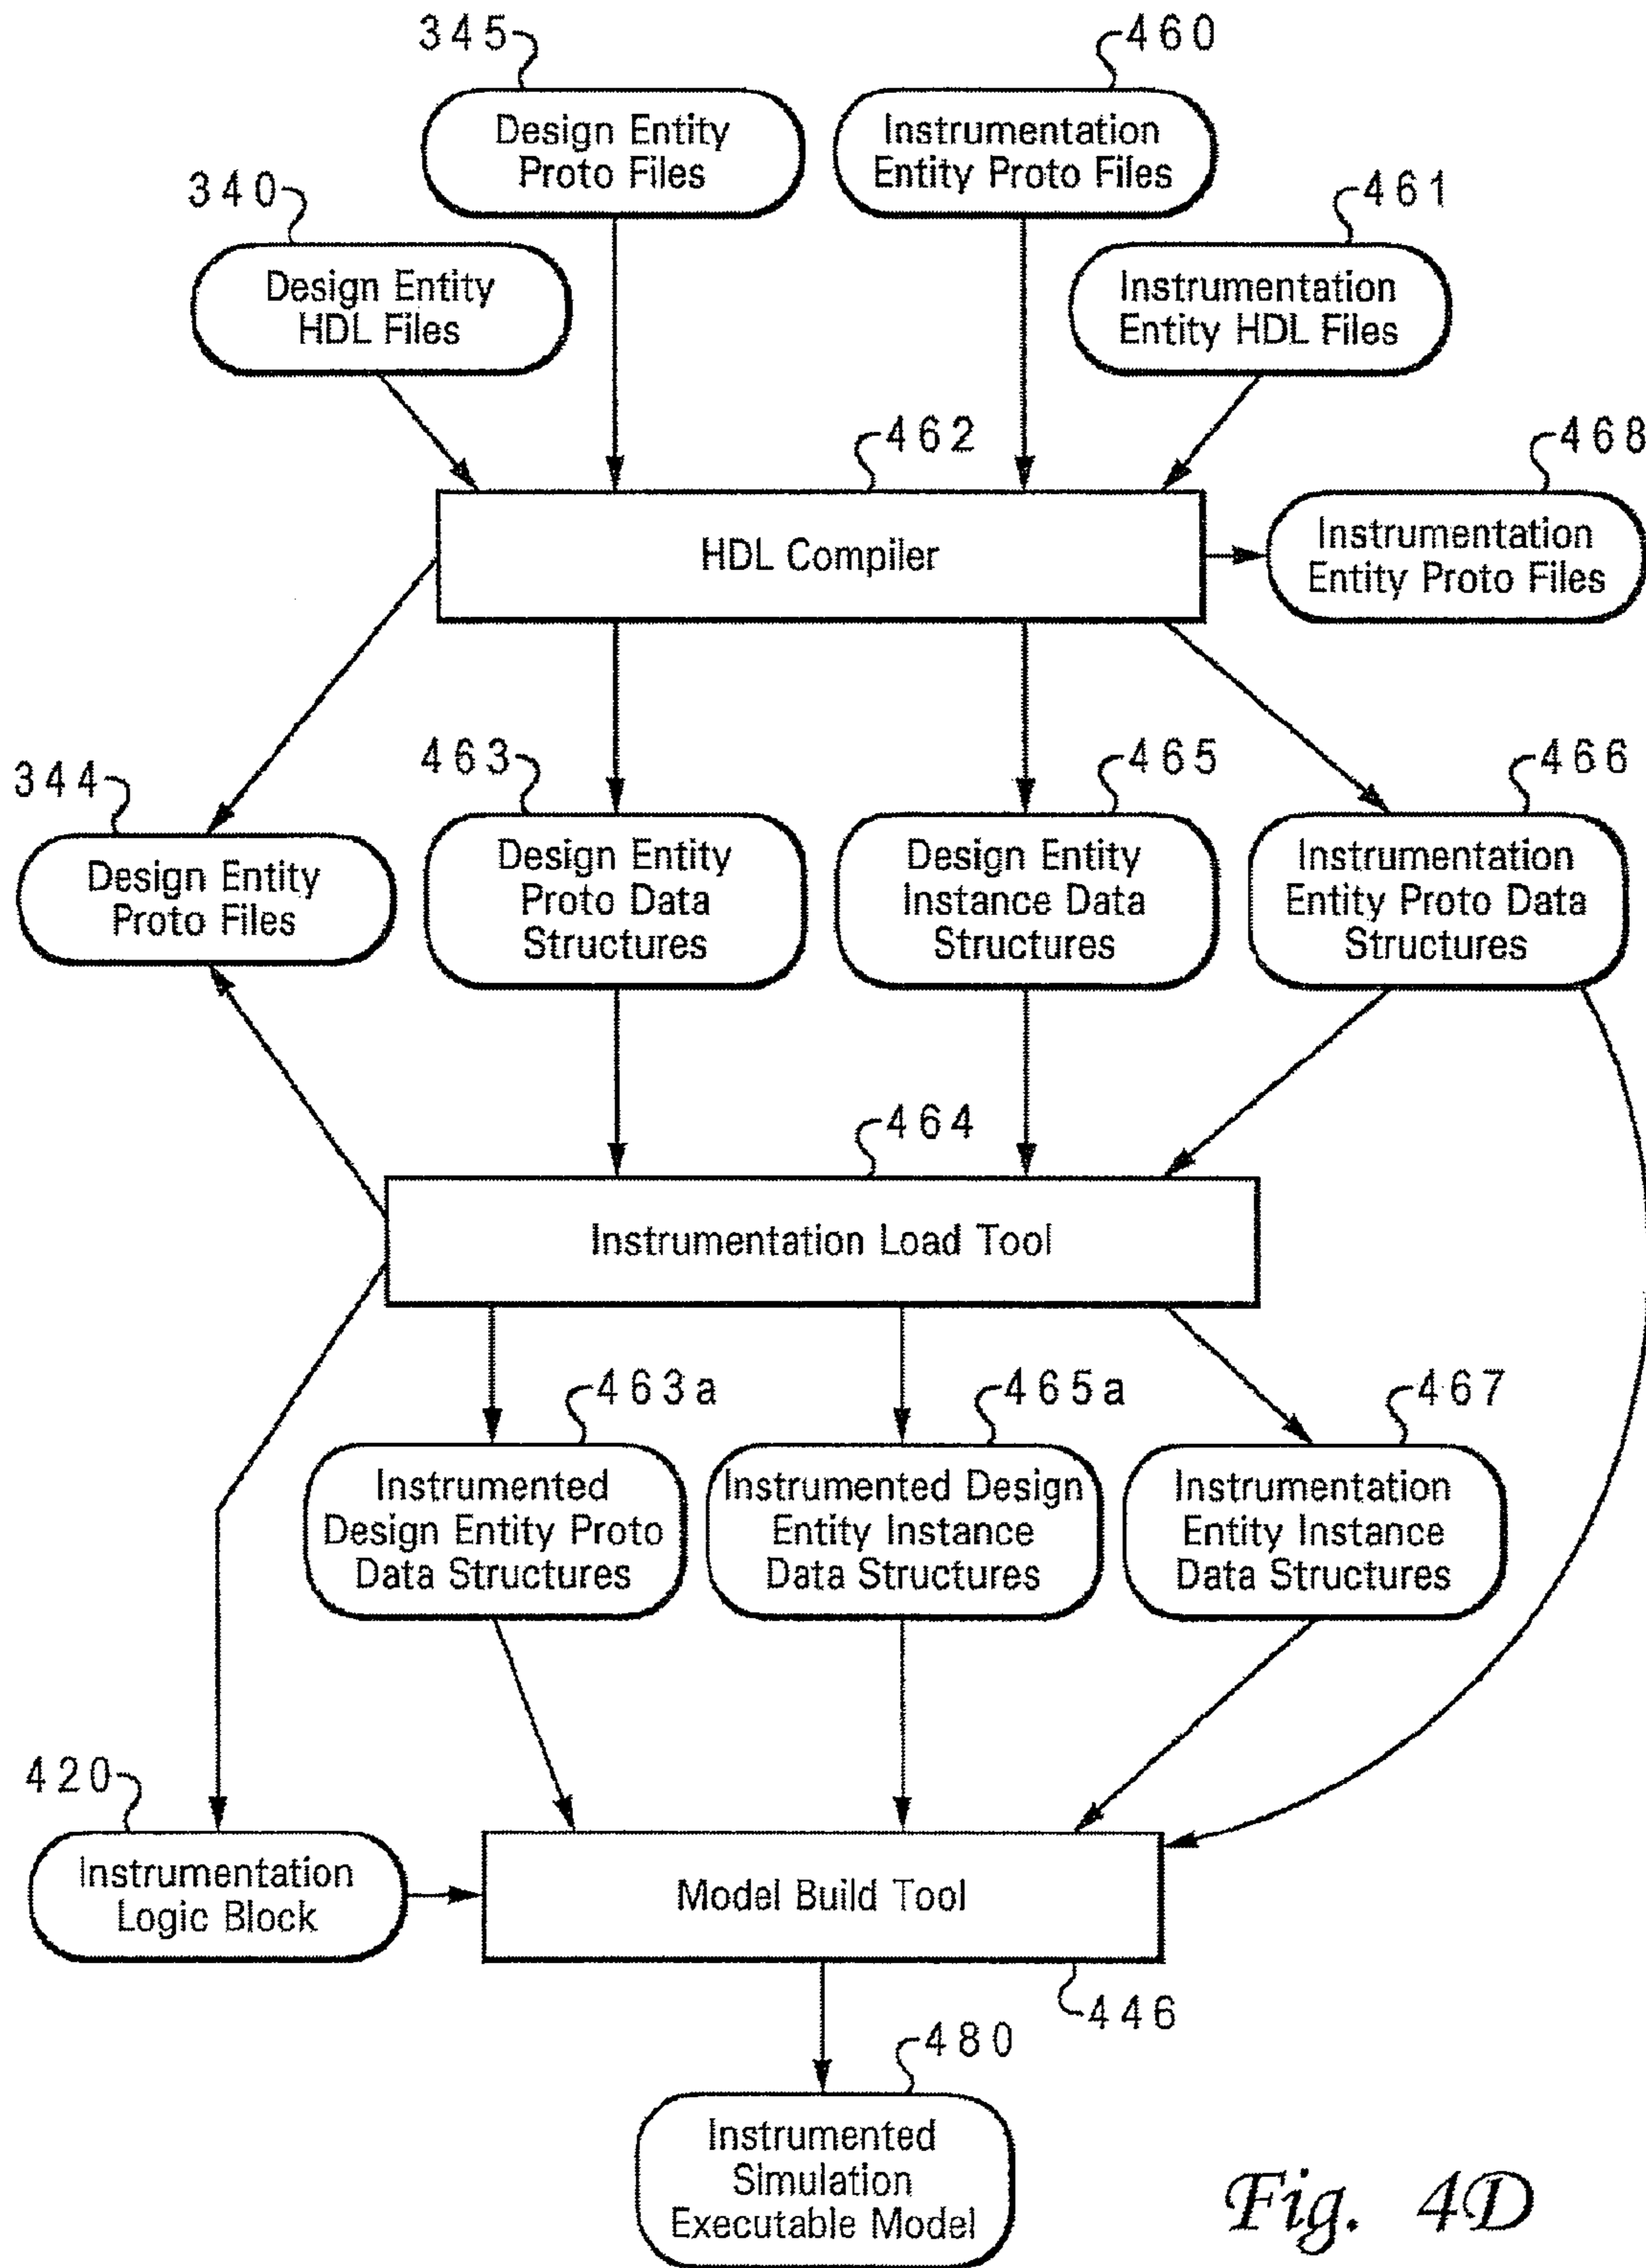 345
460
Design Entity
Proto Files
Instrumentation
Entity Proto Files
340
461
Design Entity
HDL Files
Instrumentation
Entity HDL Files
462
468
HDL Compiler
Instrumentation
Entity Proto Files
344
463
465
466
Design Entity
Proto Files
Design Entity
Proto Data
Structures
Design Entity
Instance Data
Structures
Instrumentation
Entity Proto Data
Structures
464
Instrumentation Load Tool
463a
465a
467
Instrumented
Design Entity Proto
Data Structures
Instrumented Design
Entity Instance
Data Structures
Instrumentation
Entity Instance
Data Structures
420
Instrumentation
Logic Block
Model Build Tool
446
480
Instrumented
Simulation
Executable Model
Fig. 4D